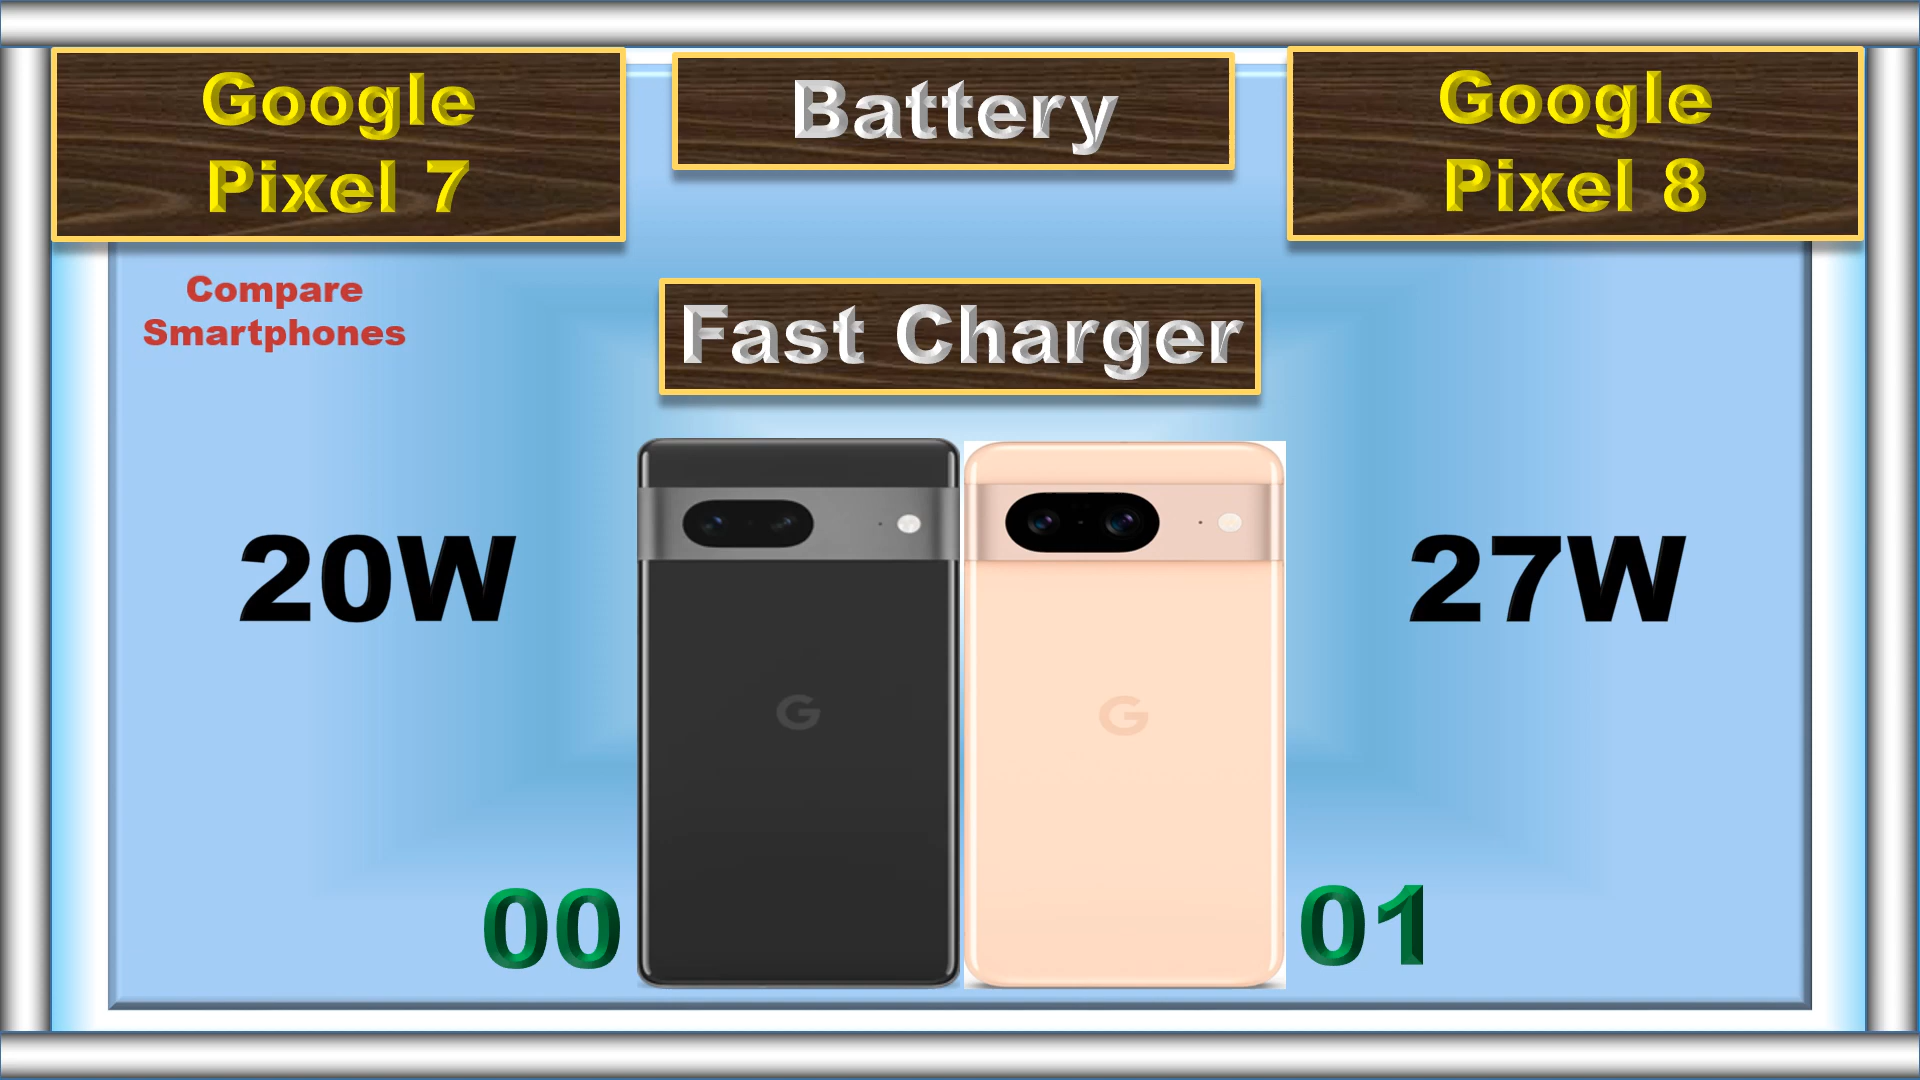 Google
Pixel 7
Battery
Google
Pixel 8
Compare
Smartphones
Fast Charger
20W
27W
G
G
00
01